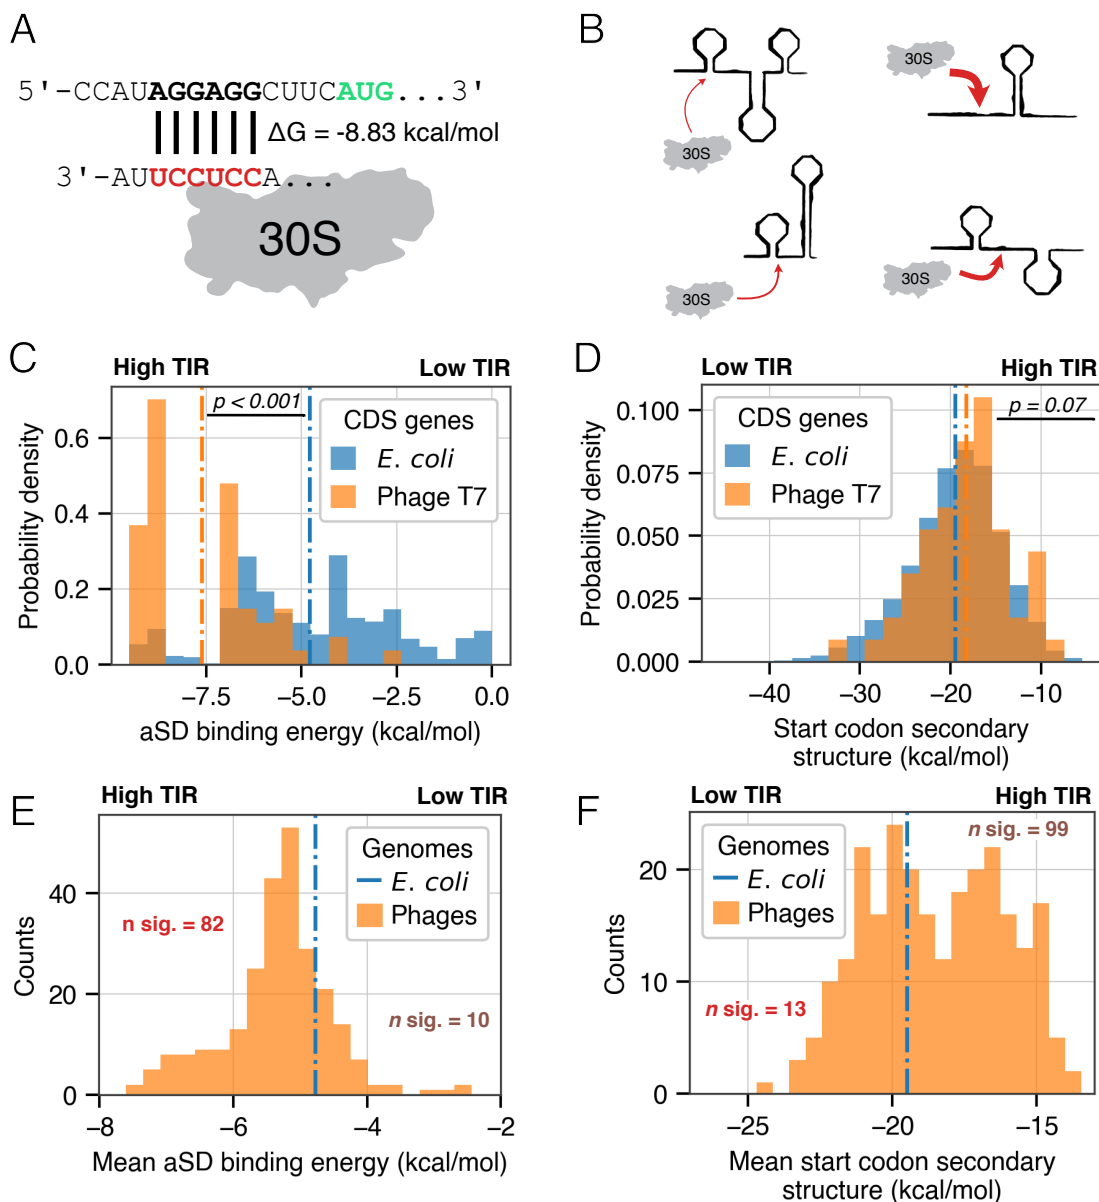 A
5'-CCAUAGGAGGCUUCAUG...3'
ΔG = -8.83 kcal/mol
3'-AUUCCUCCA...
30S
B
30S
30S
30S
30S
C
High TIR
Low TIR
p < 0.001
CDS genes
E. coli
Phage T7
Probability density
0.6
0.4
0.2
0.0
−7.5
−5.0
−2.5
0.0
aSD binding energy (kcal/mol)
D
Low TIR
High TIR
p = 0.07
CDS genes
E. coli
Phage T7
Probability density
0.100
0.075
0.050
0.025
0.000
−40
−30
−20
−10
Start codon secondary
structure (kcal/mol)
E
High TIR
Low TIR
Genomes
E. coli
Phages
n sig. = 82
n sig. = 10
Counts
40
20
0
−8
−6
−4
−2
Mean aSD binding energy (kcal/mol)
F
Low TIR
High TIR
n sig. = 99
Genomes
E. coli
Phages
n sig. = 13
Counts
20
10
0
−25
−20
−15
Mean start codon secondary
structure (kcal/mol)